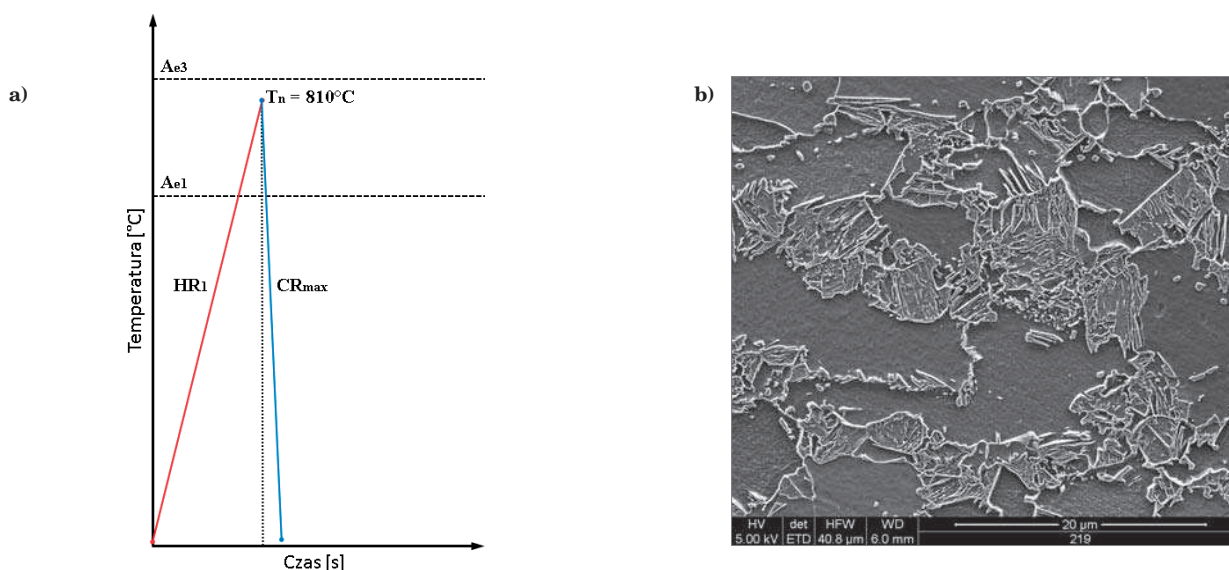 a)
Ae3
Tn = 810°C
Ae1
HR1
CRmax
Temperatura [°C]
Czas [s]
b)
HV det HFW WD 20 µm
5.00 kV ETD 40.8 µm 6.0 mm 219